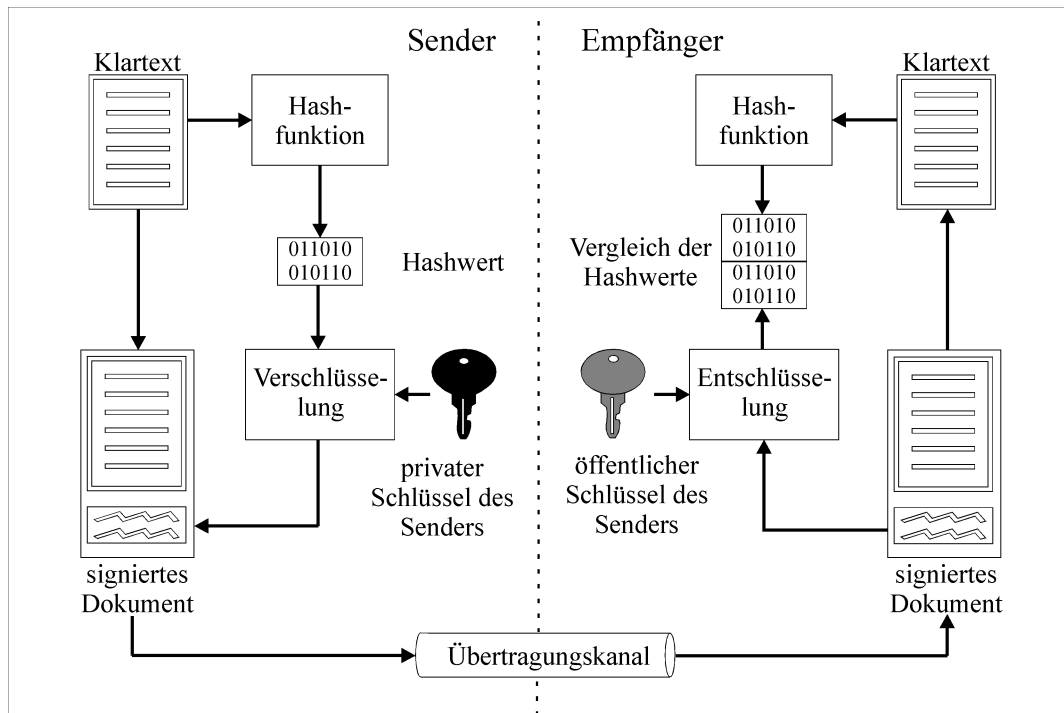 Sender
Empfänger
Klartext
Hash-
funktion
011010
010110
Hashwert
Verschlüsse-
lung
privater
Schlüssel des
Senders
signiertes
Dokument
Übertragungskanal
Klartext
Hash-
funktion
Vergleich der
Hashwerte
011010
010110
011010
010110
Entschlüsse-
lung
öffentlicher
Schlüssel des
Senders
signiertes
Dokument